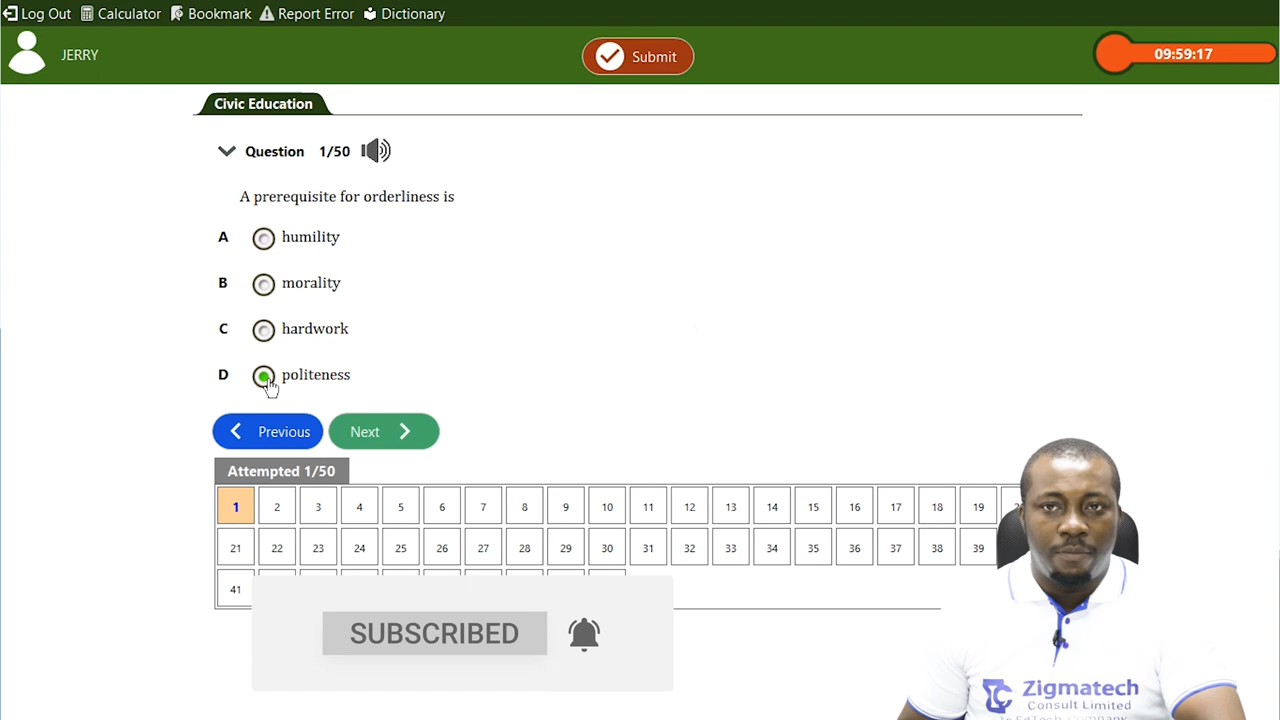 Log Out Calculator Bookmark Report Error Dictionary
JERRY
Submit
09:59:17
Civic Education
Question 1/50
A prerequisite for orderliness is
A humility
B morality
C hardwork
D politeness
Previous Next
Attempted 1/50
1 2 3 4 5 6 7 8 9 10 11 12 13 14 15 16 17 18 19
21 22 23 24 25 26 27 28 29 30 31 32 33 34 35 36 37 38 39
41
SUBSCRIBED
Zigmatech
Consult Limited